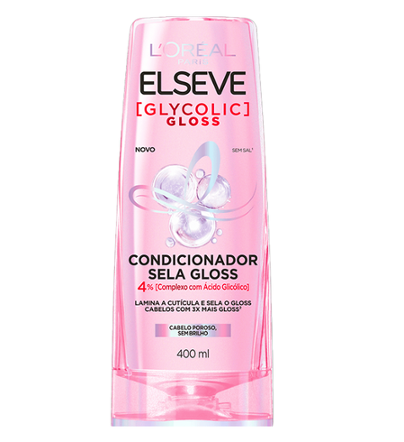 L'ORÉAL
PARIS
ELSEVE
[GLYCOLIC]
GLOSS
NOVO
SEM SAL*
CONDICIONADOR
SELA GLOSS
4% [Complexo com Ácido Glicólico]
LAMINA A CUTÍCULA E SELA O GLOSS
CABELOS COM 3X MAIS GLOSS²
CABELO POROSO,
SEM BRILHO
400 ml